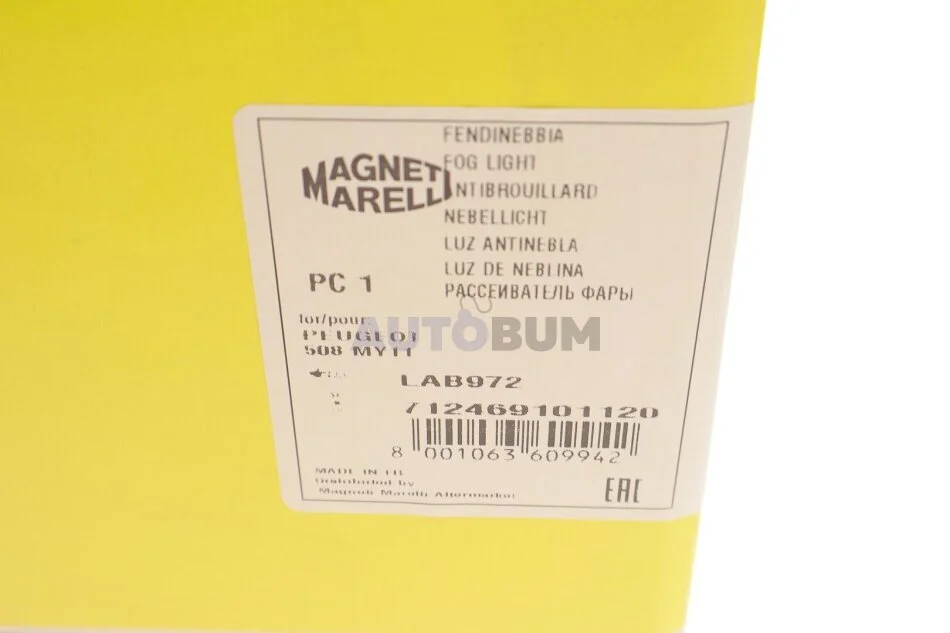 FENDINEBBIA
FOG LIGHT
MAGNETI
MARELLI
ANTIBROUILLARD
NEBELLICHT
LUZ ANTINEBLA
LUZ DE NEBLINA
РАССЕИВАТЕЛЬ ФАРЫ
PC 1
for/pour
PEUGEOT
508 MY11
AUTOBUM
LAB972
712469101120
8 001063 609942
MADE IN
Distributed by
Magneti Marelli Aftermarket
EAC